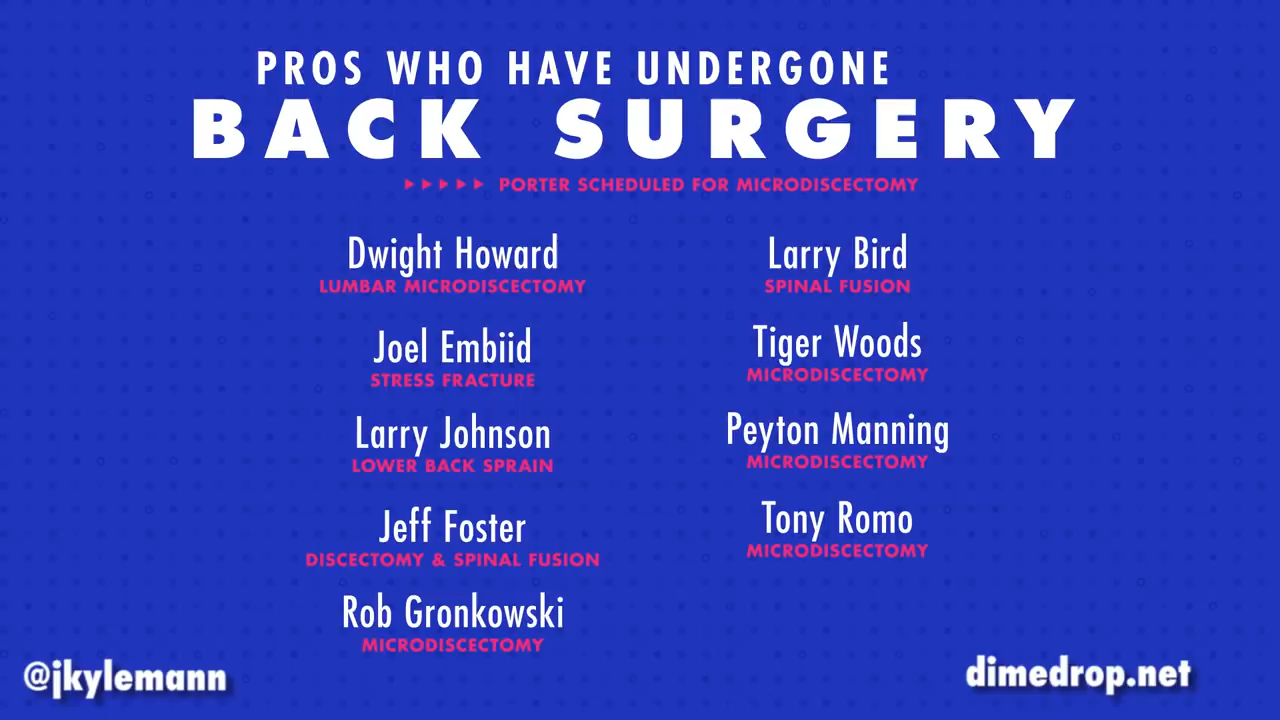 PROS WHO HAVE UNDERGONE
BACK SURGERY
PORTER SCHEDULED FOR MICRODISCECTOMY
Dwight Howard
LUMBAR MICRODISCECTOMY
Joel Embiid
STRESS FRACTURE
Larry Johnson
LOWER BACK SPRAIN
Jeff Foster
DISCECTOMY & SPINAL FUSION
Rob Gronkowski
MICRODISCECTOMY
Larry Bird
SPINAL FUSION
Tiger Woods
MICRODISCECTOMY
Peyton Manning
MICRODISCECTOMY
Tony Romo
MICRODISCECTOMY
@jkylemann
dimedrop.net